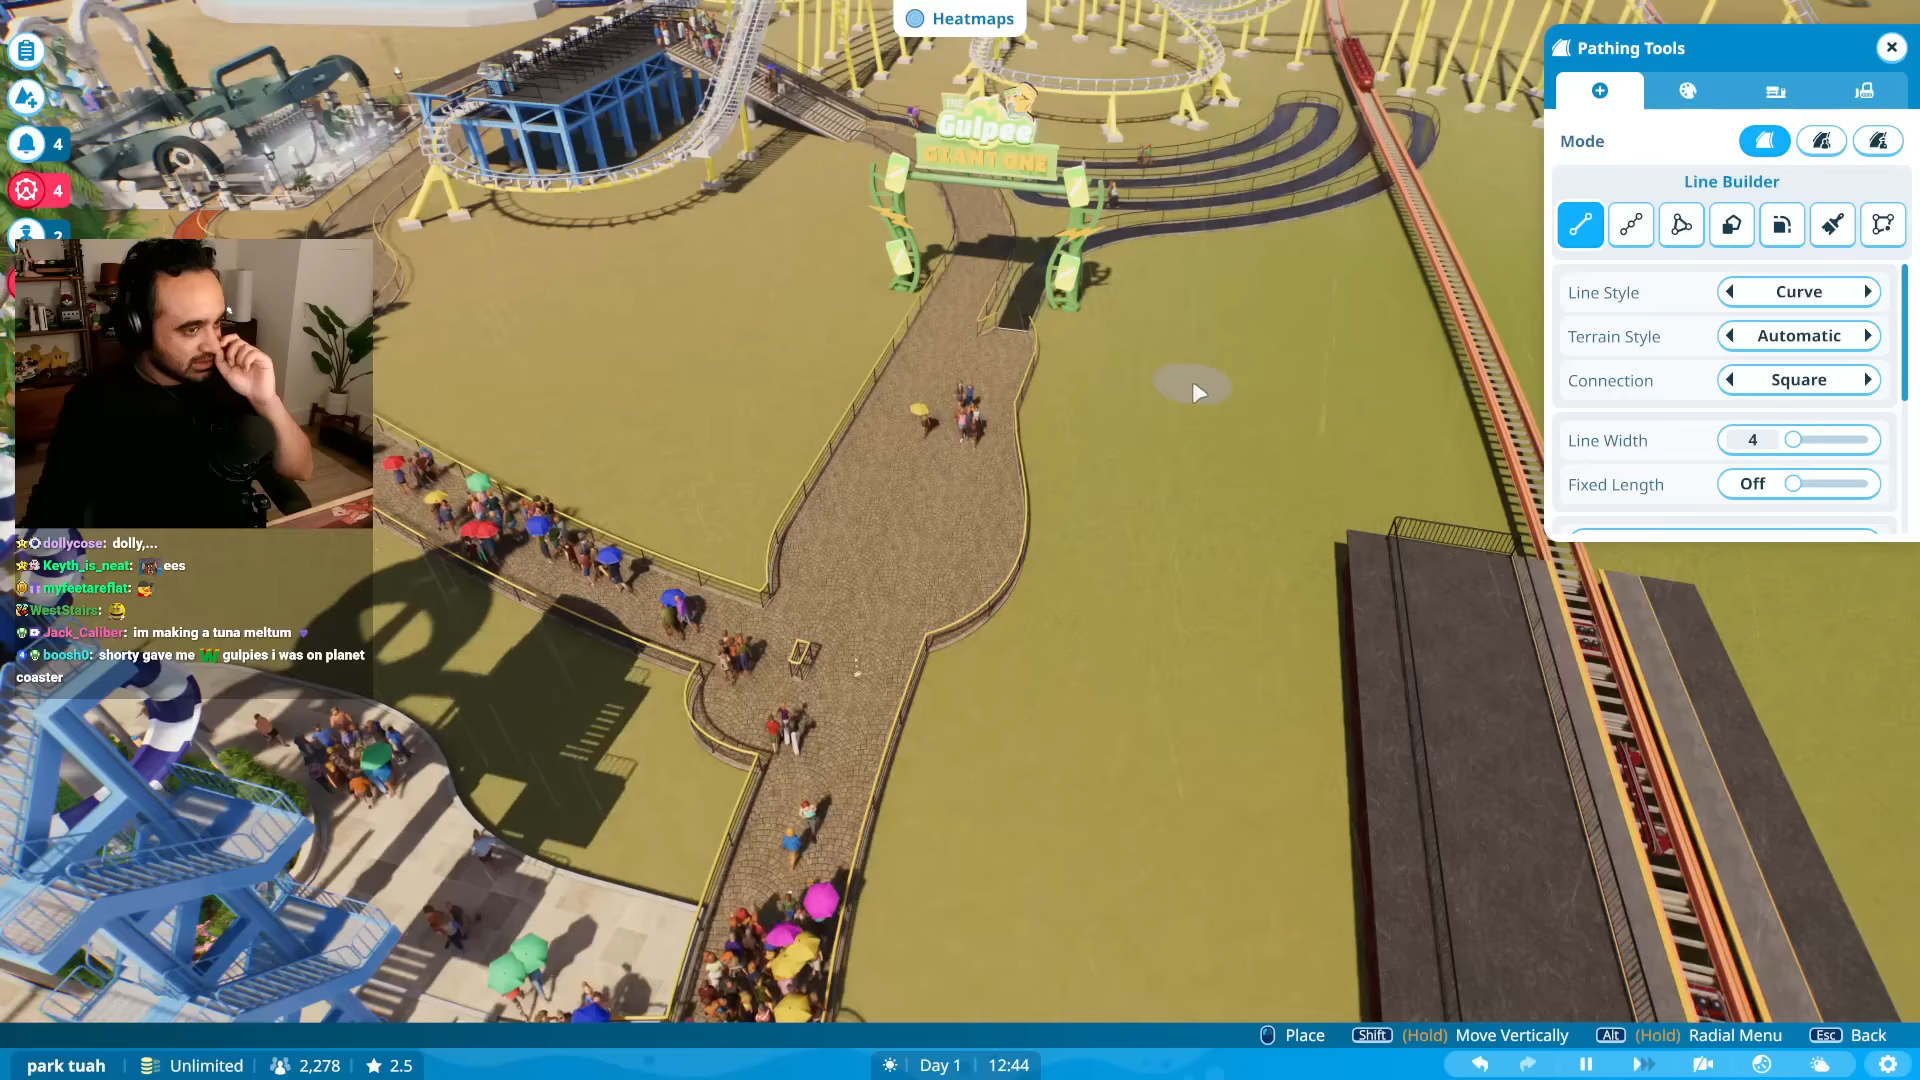 Heatmaps
Pathing Tools
4
4
2
THE
Gulpee
GIANT ONE
Mode
Line Builder
Line Style
Curve
Terrain Style
Automatic
Connection
Square
Line Width
4
Fixed Length
Off
dollycose: dolly,...
Keyth_is_neat: ees
myfeetareflat:
WestStairs:
Jack_Caliber: im making a tuna meltum
boosh0: shorty gave me W gulpies i was on planet
coaster
Place
Shift (Hold) Move Vertically
Alt (Hold) Radial Menu
Esc Back
park tuah
Unlimited
2,278
2.5
Day 1
12:44